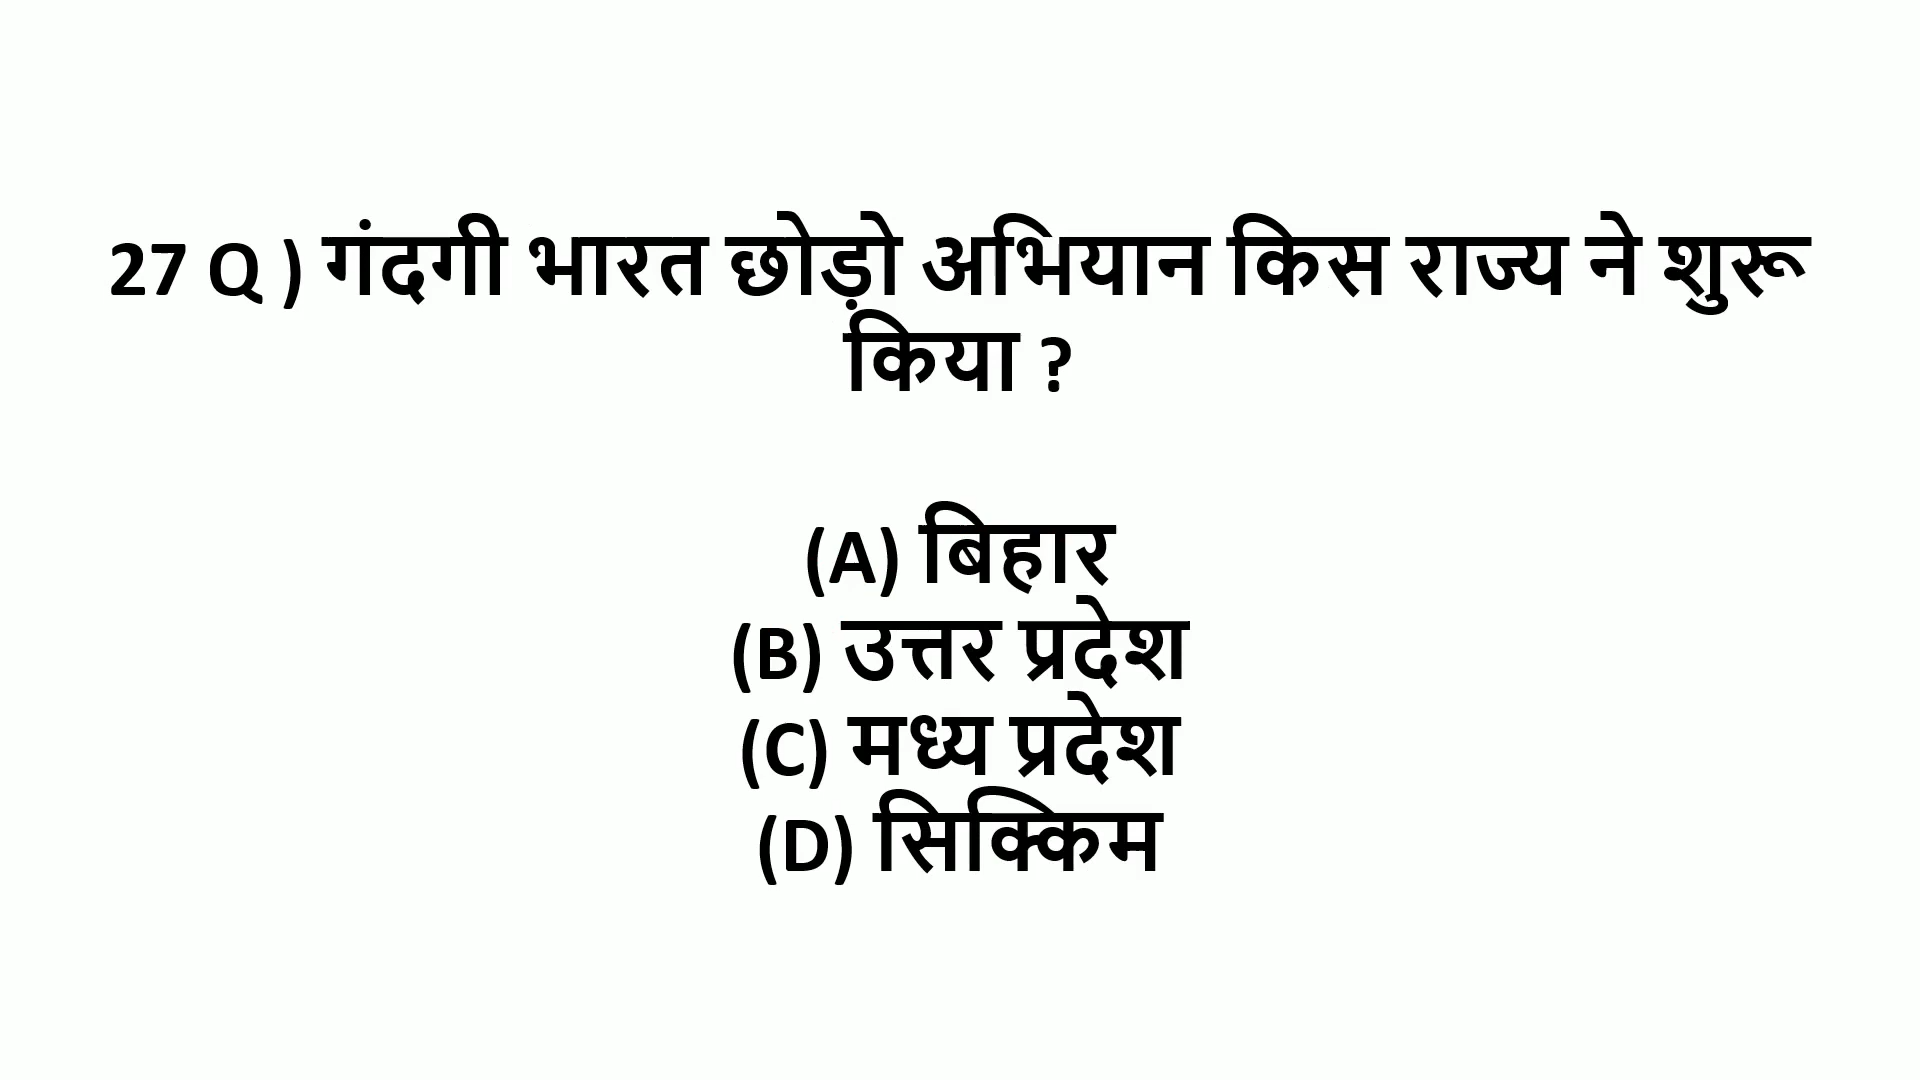 27 Q ) गंदगी भारत छोड़ो अभियान किस राज्य ने शुरू
किया ?
(A) बिहार
(B) उत्तर प्रदेश
(C) मध्य प्रदेश
(D) सिक्किम